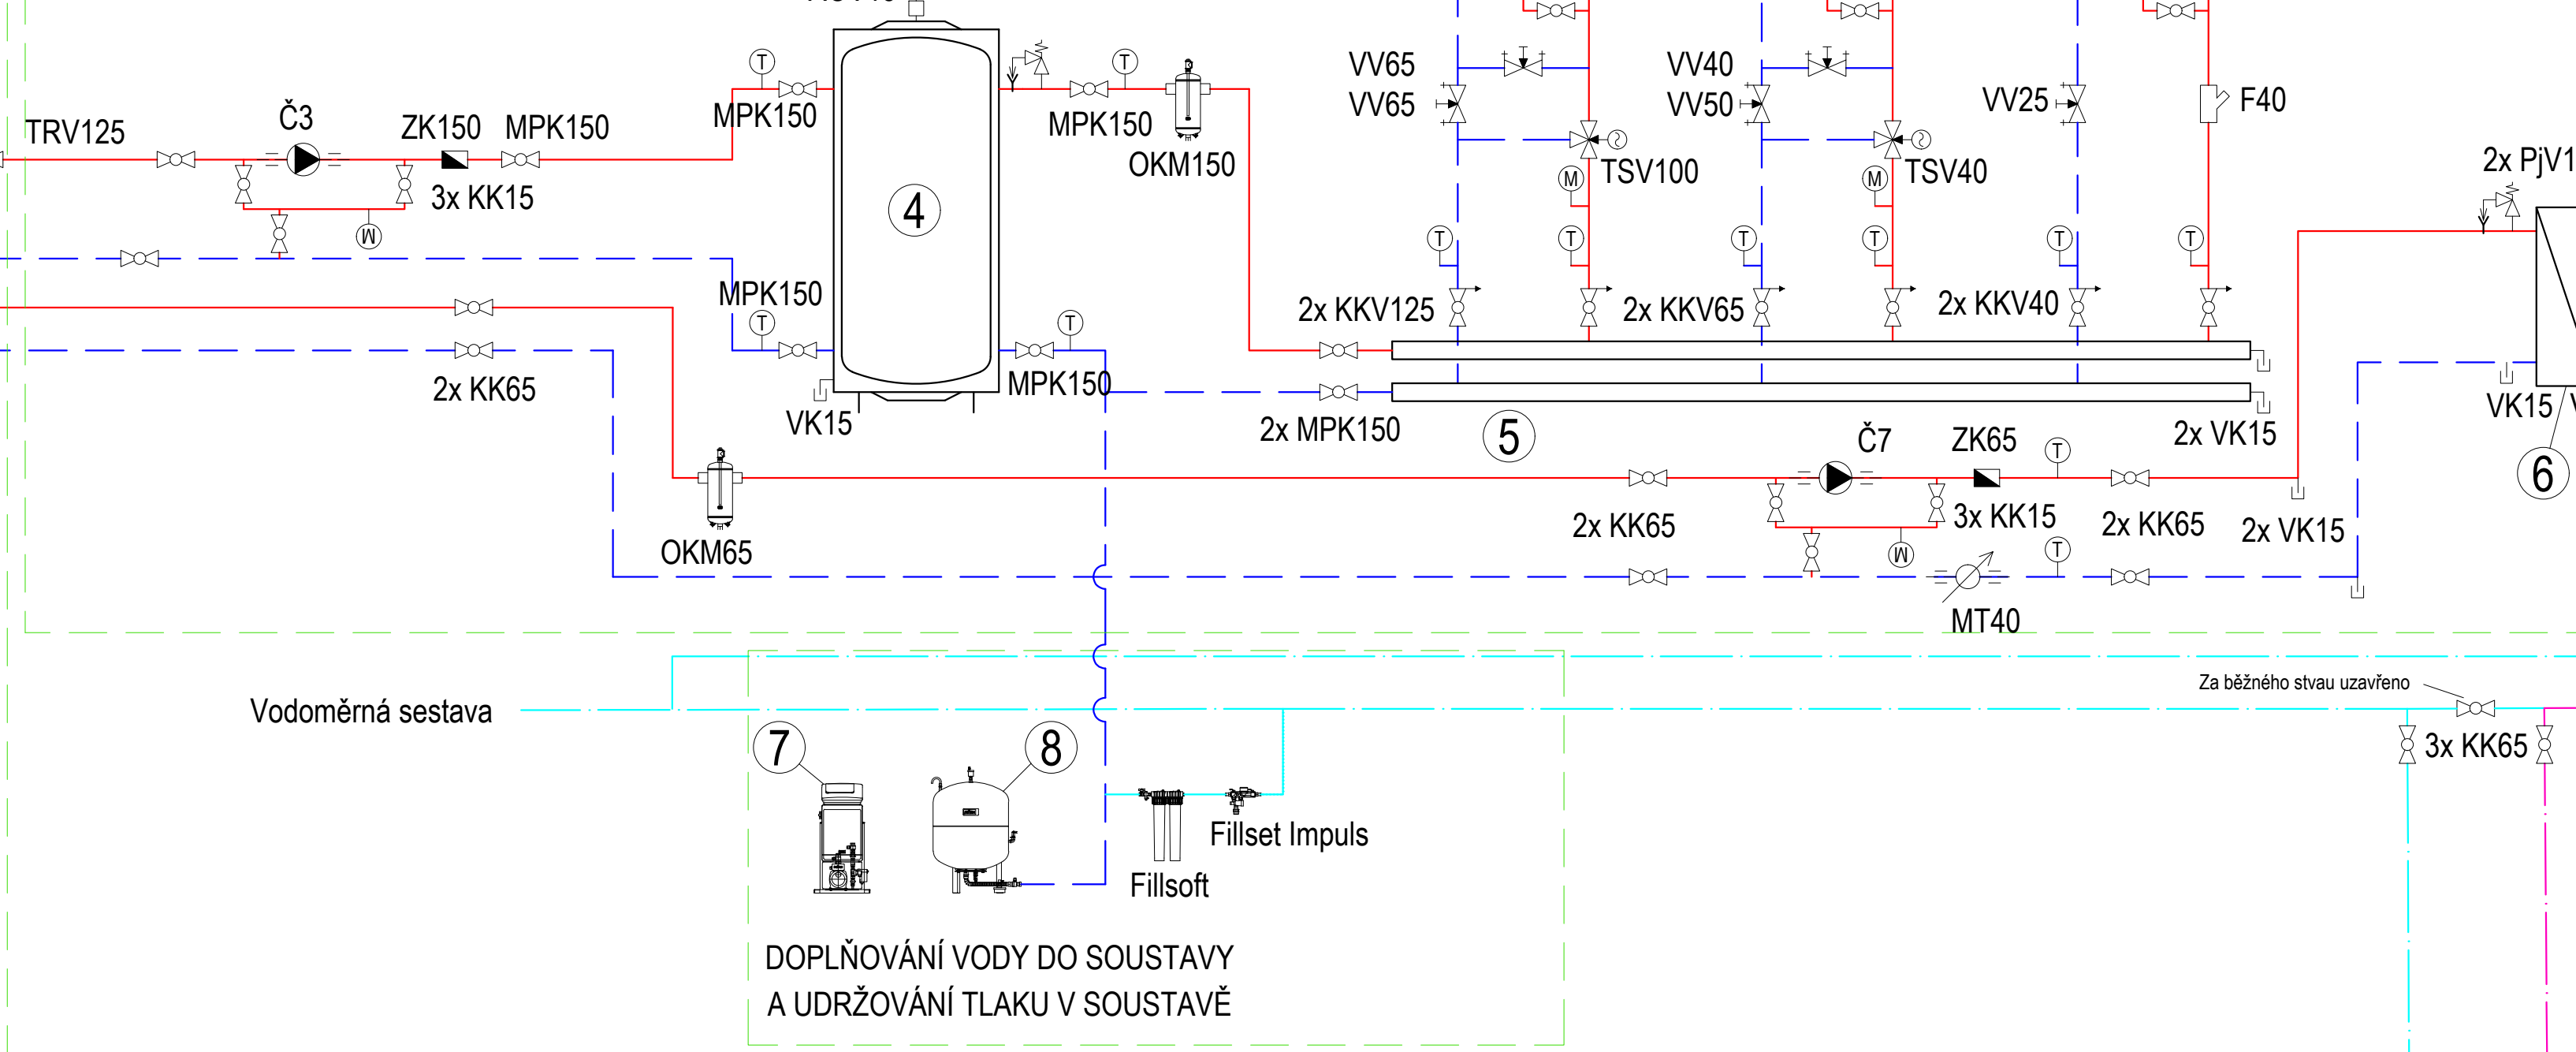 VV65
VV40
VV65
VV50
VV25
F40
T
T
MPK150
MPK150
OKM150
TRV125
Č3
ZK150
MPK150
3x KK15
M
TSV100
TSV40
M
M
2x PjV1
4
T
T
T
T
T
T
MPK150
T
T
2x KKV125
2x KKV65
2x KKV40
2x KK65
MPK150
VK15
2x MPK150
5
2x VK15
VK15
6
Č7
ZK65
T
OKM65
2x KK65
3x KK15
2x KK65
2x VK15
M
T
MT40
Vodoměrná sestava
Za běžného stvau uzavřeno
7
8
3x KK65
Fillset Impuls
Fillsoft
DOPLŇOVÁNÍ VODY DO SOUSTAVY
A UDRŽOVÁNÍ TLAKU V SOUSTAVĚ